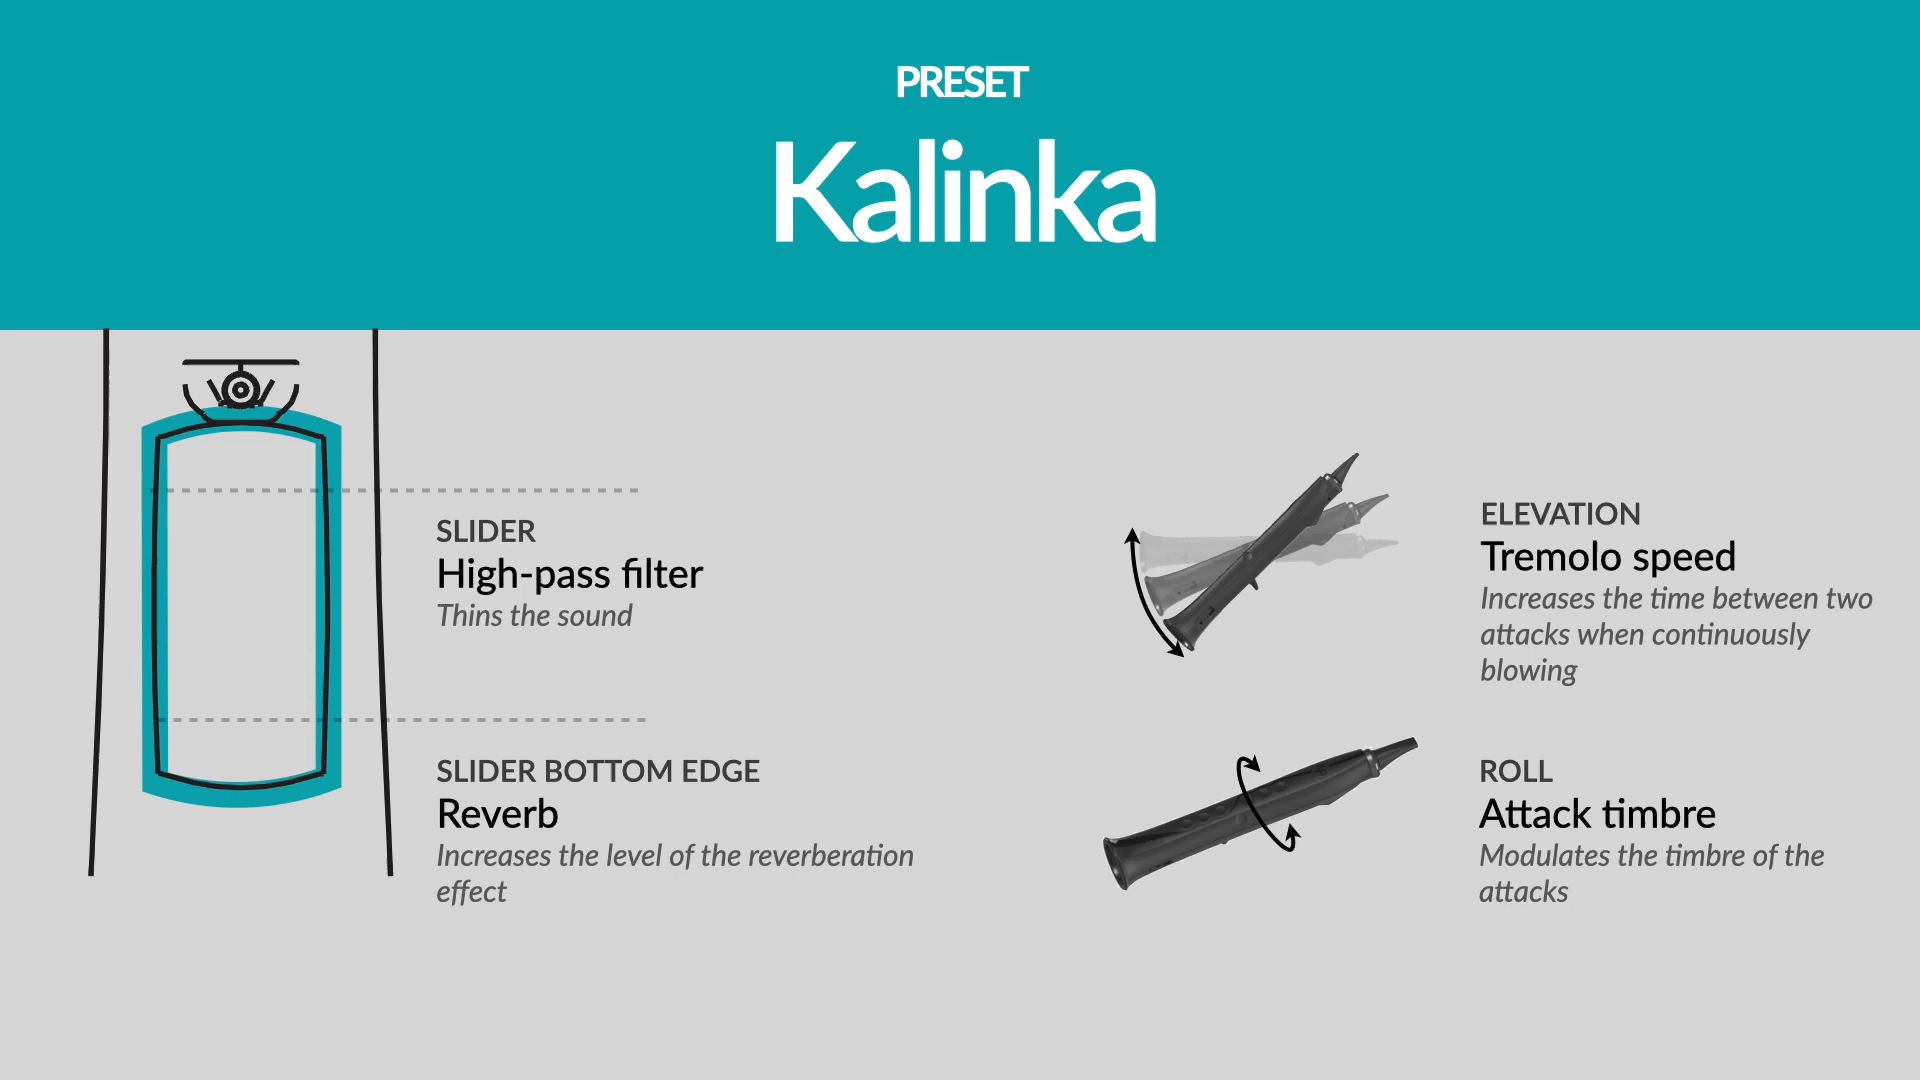 PRESET
Kalinka
SLIDER
High-pass filter
Thins the sound
SLIDER BOTTOM EDGE
Reverb
Increases the level of the reverberation
effect
ELEVATION
Tremolo speed
Increases the time between two
attacks when continuously
blowing
ROLL
Attack timbre
Modulates the timbre of the
attacks